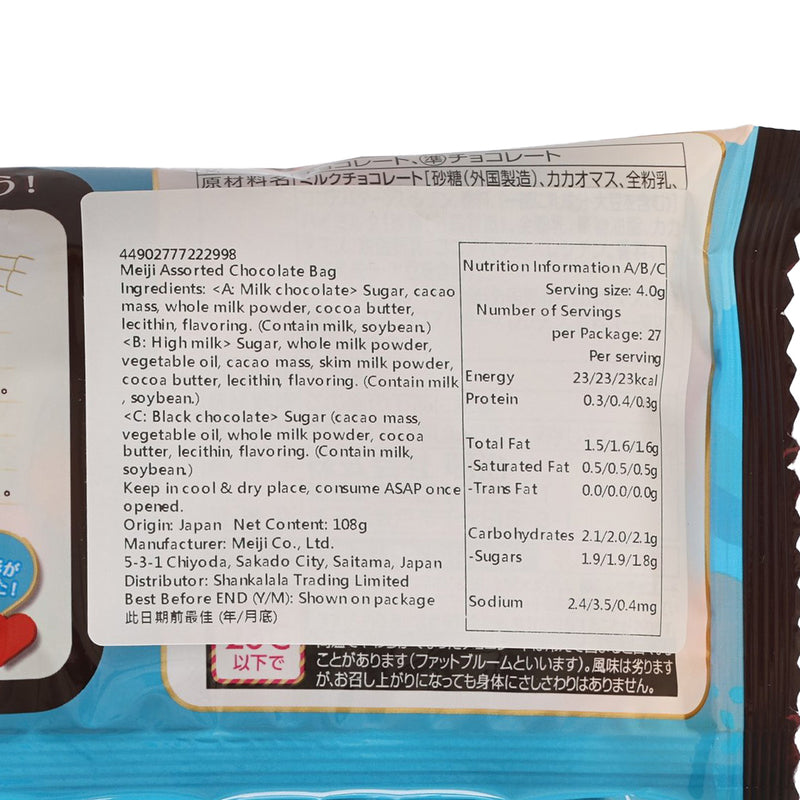 う!
チョコレート、㊖チョコレート
原材料名 ミルクチョコレート[砂糖(外国製造)、カカオマス、全粉乳、
44902777222998
Meiji Assorted Chocolate Bag
Ingredients: <A: Milk chocolate> Sugar, cacao
mass, whole milk powder, cocoa butter,
lecithin, flavoring. (Contain milk, soybean.)
<B: High milk> Sugar, whole milk powder,
vegetable oil, cacao mass, skim milk powder,
cocoa butter, lecithin, flavoring. (Contain milk
, soybean.)
<C: Black chocolate> Sugar (cacao mass,
vegetable oil, whole milk powder, cocoa
butter, lecithin, flavoring. (Contain milk,
soybean.)
Keep in cool & dry place, consume ASAP once
opened.
Origin: Japan Net Content: 108g
Manufacturer: Meiji Co., Ltd.
5-3-1 Chiyoda, Sakado City, Saitama, Japan
Distributor: Shankalala Trading Limited
Best Before END (Y/M): Shown on package
此日期前最佳 (年/月底)
Nutrition Information A/B/C
Serving size: 4.0g
Number of Servings
per Package: 27
Per serving
Energy 23/23/23kcal
Protein 0.3/0.4/0.3g
Total Fat 1.5/1.6/1.6g
-Saturated Fat 0.5/0.5/0.5g
-Trans Fat 0.0/0.0/0.0g
Carbohydrates 2.1/2.0/2.1g
-Sugars 1.9/1.9/1.8g
Sodium 2.4/3.5/0.4mg
以下で
ことがあります(ファットブルームといいます)。風味は劣ります
が、お召し上がりになっても身体にさしさわりはありません。